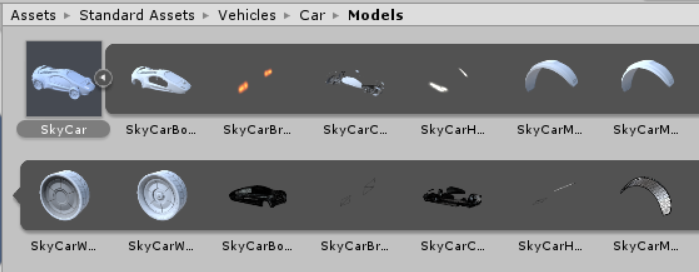 Assets ▸ Standard Assets ▸ Vehicles ▸ Car ▸ Models
SkyCar SkyCarBo... SkyCarBr... SkyCarC... SkyCarH... SkyCarM... SkyCarM...
SkyCarW... SkyCarW... SkyCarBo... SkyCarBr... SkyCarC... SkyCarH... SkyCarM...